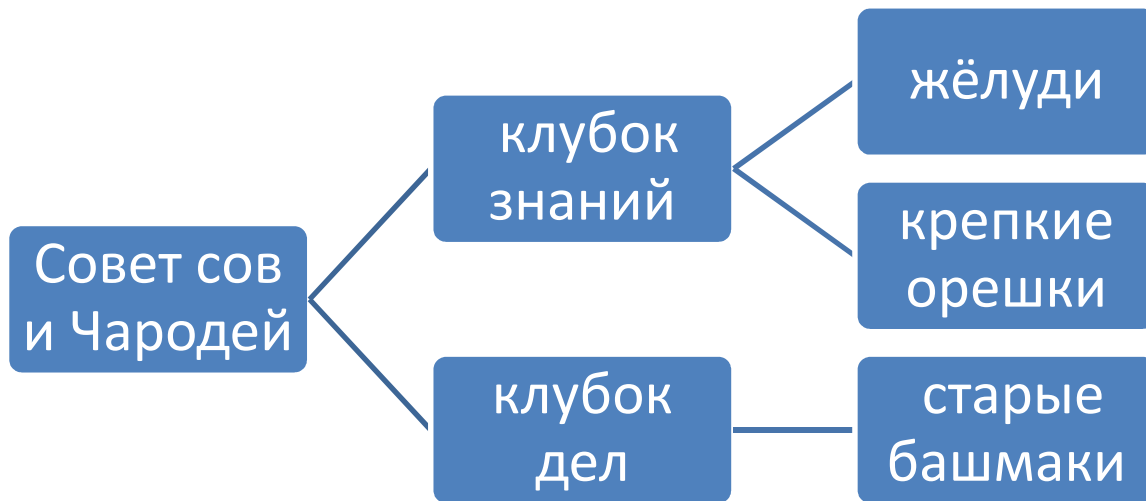 Совет сов
и Чародей
клубок
знаний
жёлуди
крепкие
орешки
клубок
дел
старые
башмаки